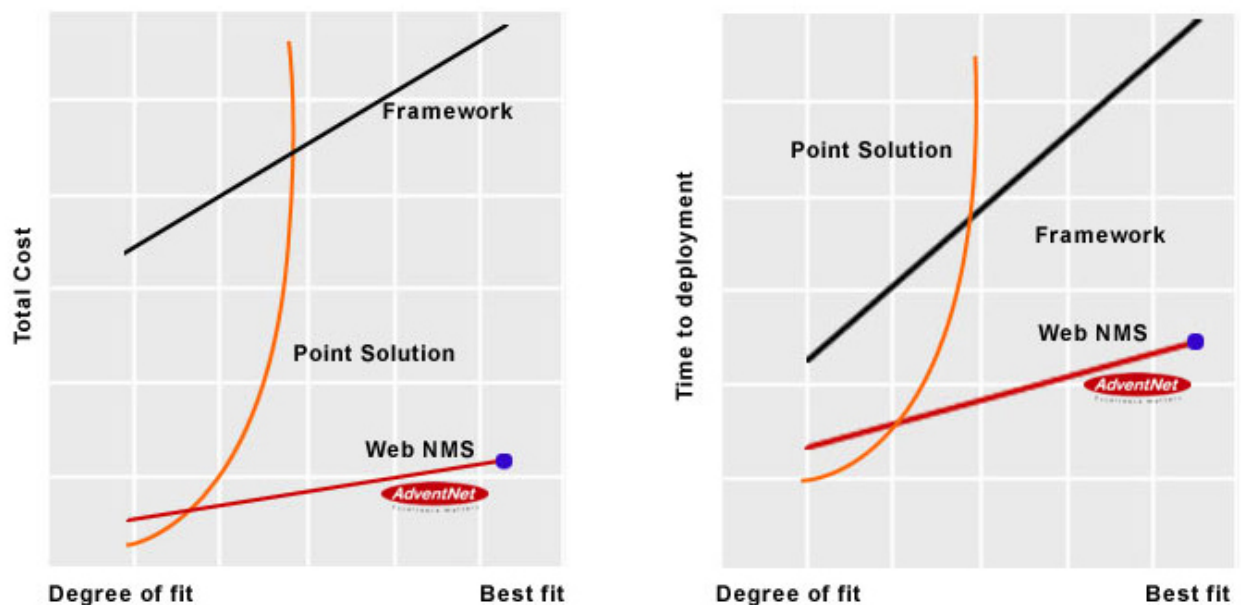 Total Cost
Framework
Point Solution
Web NMS
AdventNet
Degree of fit
Best fit
Time to deployment
Point Solution
Framework
Web NMS
AdventNet
Degree of fit
Best fit